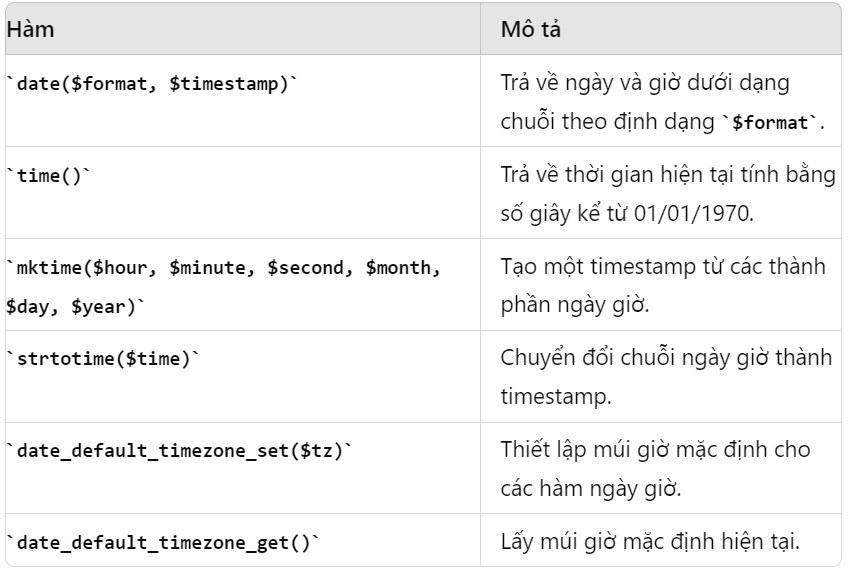 Hàm
Mô tả
`date($format, $timestamp)`
Trả về ngày và giờ dưới dạng
chuỗi theo định dạng `$format`.
`time()`
Trả về thời gian hiện tại tính bằng
số giây kể từ 01/01/1970.
`mktime($hour, $minute, $second, $month,
$day, $year)`
Tạo một timestamp từ các thành
phần ngày giờ.
`strtotime($time)`
Chuyển đổi chuỗi ngày giờ thành
timestamp.
`date_default_timezone_set($tz)`
Thiết lập múi giờ mặc định cho
các hàm ngày giờ.
`date_default_timezone_get()`
Lấy múi giờ mặc định hiện tại.